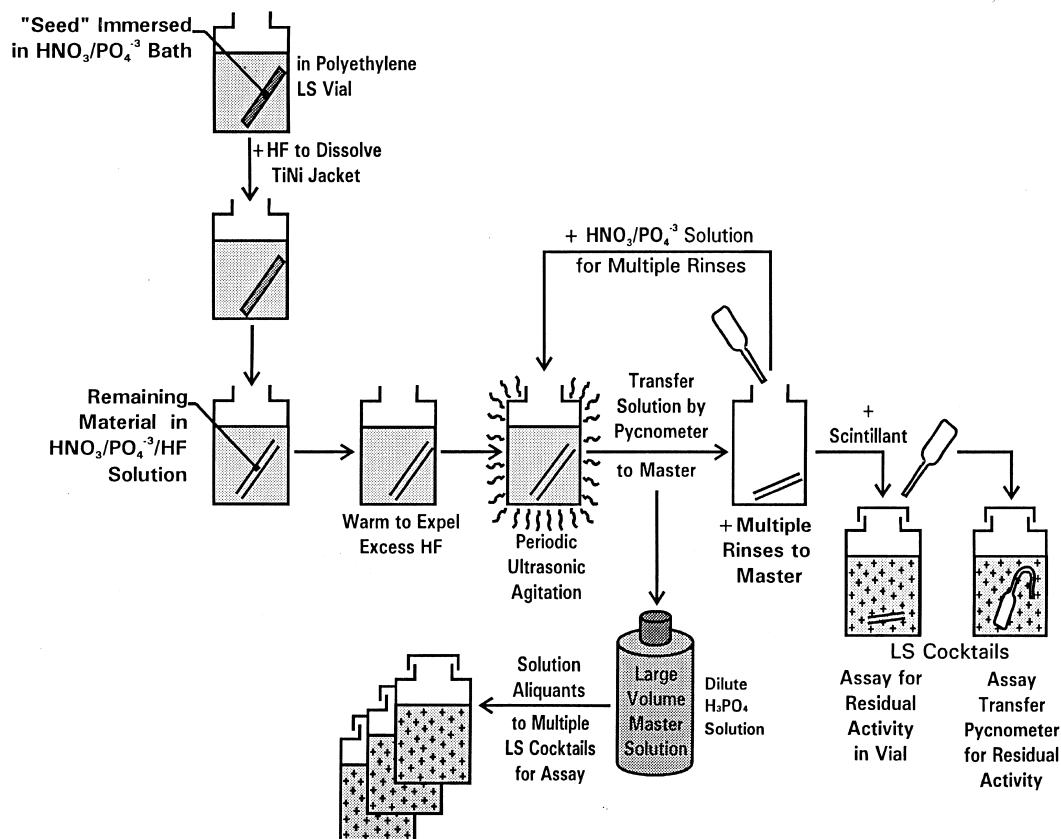 "Seed" Immersed
in HNO₃/PO₄⁻³ Bath
in Polyethylene
LS Vial
+HF to Dissolve
TiNi Jacket
+ HNO₃/PO₄⁻³ Solution
for Multiple Rinses
Remaining
Material in
HNO₃/PO₄⁻³/HF
Solution
Warm to Expel
Excess HF
Periodic
Ultrasonic
Agitation
Transfer
Solution by
Pycnometer
to Master
+Multiple
Rinses to
Master
+
Scintillant
LS Cocktails
Assay for
Residual
Activity
in Vial
Assay
Transfer
Pycnometer
for Residual
Activity
Large
Volume
Master
Solution
Dilute
H₃PO₄
Solution
Solution
Aliquants
to Multiple
LS Cocktails
for Assay